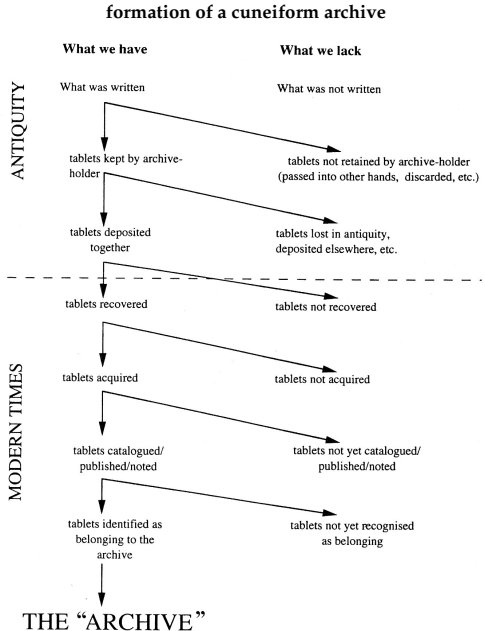 formation of a cuneiform archive
What we have
What we lack
What was written
What was not written
ANTIQUITY
tablets kept by archive-
holder
tablets not retained by archive-holder
(passed into other hands, discarded, etc.)
tablets deposited
together
tablets lost in antiquity,
deposited elsewhere, etc.
tablets recovered
tablets not recovered
MODERN TIMES
tablets acquired
tablets not acquired
tablets catalogued/
published/noted
tablets not yet catalogued/
published/noted
tablets identified as
belonging to the
archive
tablets not yet recognised
as belonging
THE “ARCHIVE”